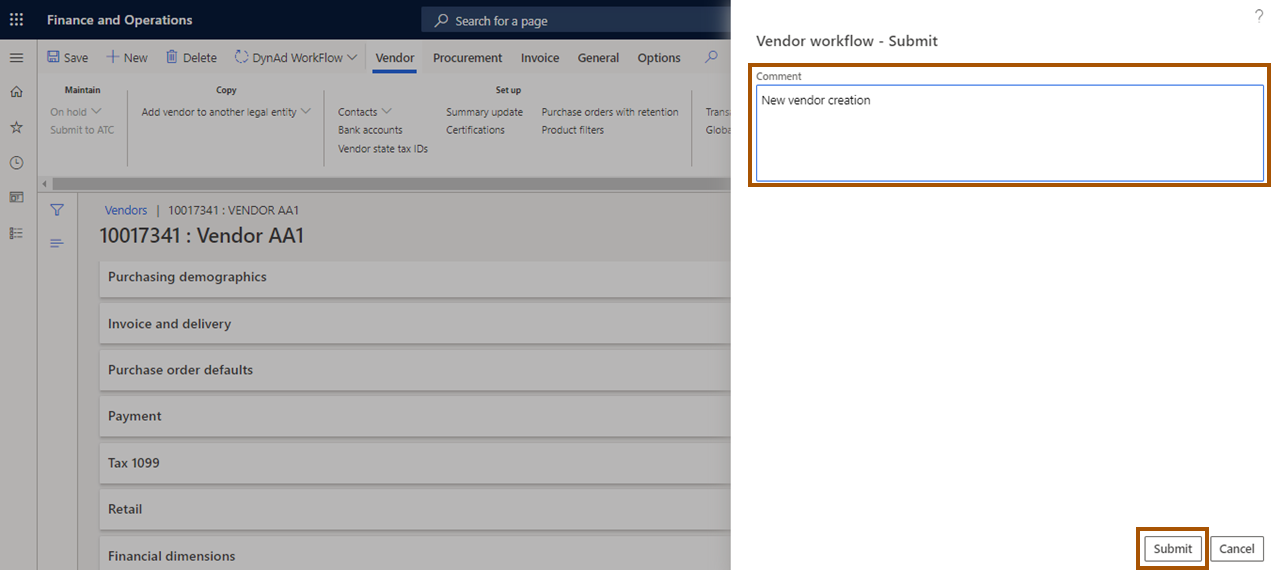 Finance and Operations
Search for a page
?
Vendor workflow - Submit
Save New Delete DynAd WorkFlow Vendor Procurement Invoice General Options
Comment
New vendor creation
Maintain Copy Set up
On hold Add vendor to another legal entity Contacts Summary update Purchase orders with retention Trans
Submit to ATC Bank accounts Certifications Product filters Globa
Vendor state tax IDs
Vendors | 10017341 : VENDOR AA1
10017341 : Vendor AA1
Purchasing demographics
Invoice and delivery
Purchase order defaults
Payment
Tax 1099
Retail
Financial dimensions
Submit Cancel